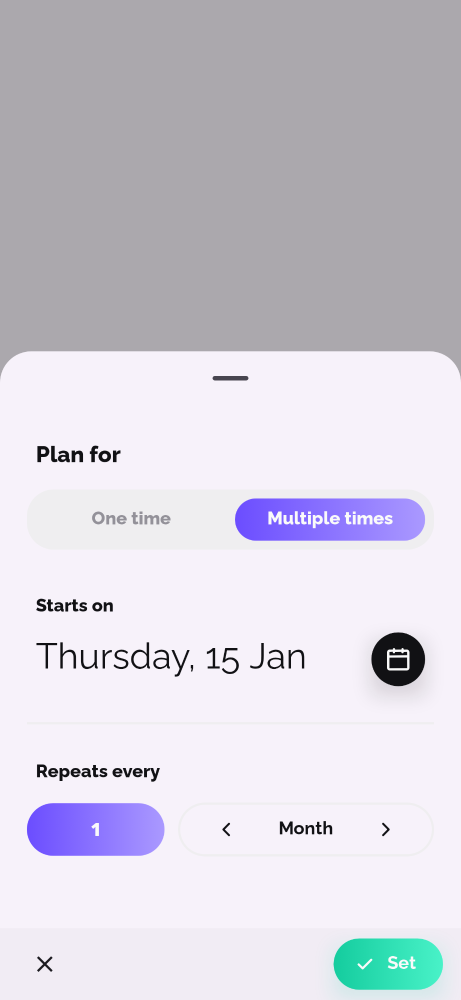 Plan for
One time
Multiple times
Starts on
Thursday, 15 Jan
Repeats every
1
Month
Set